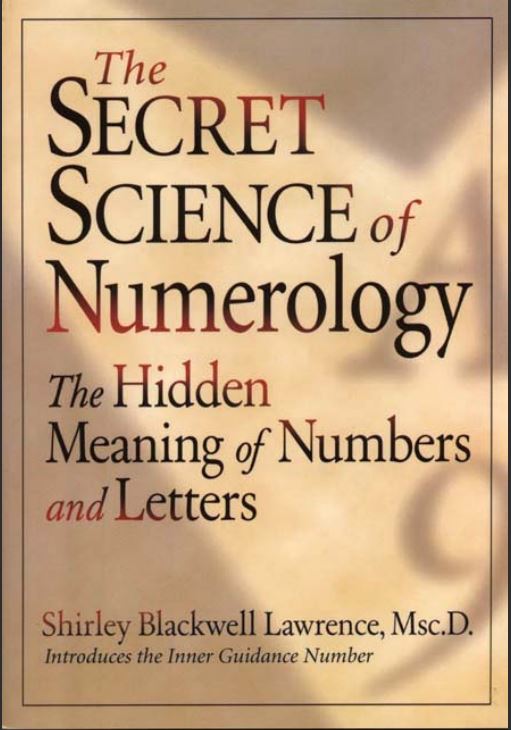 The
SECRET
SCIENCE of
Numerology
The Hidden
Meaning of Numbers
and Letters
Shirley Blackwell Lawrence, Msc.D.
Introduces the Inner Guidance Number
A
9